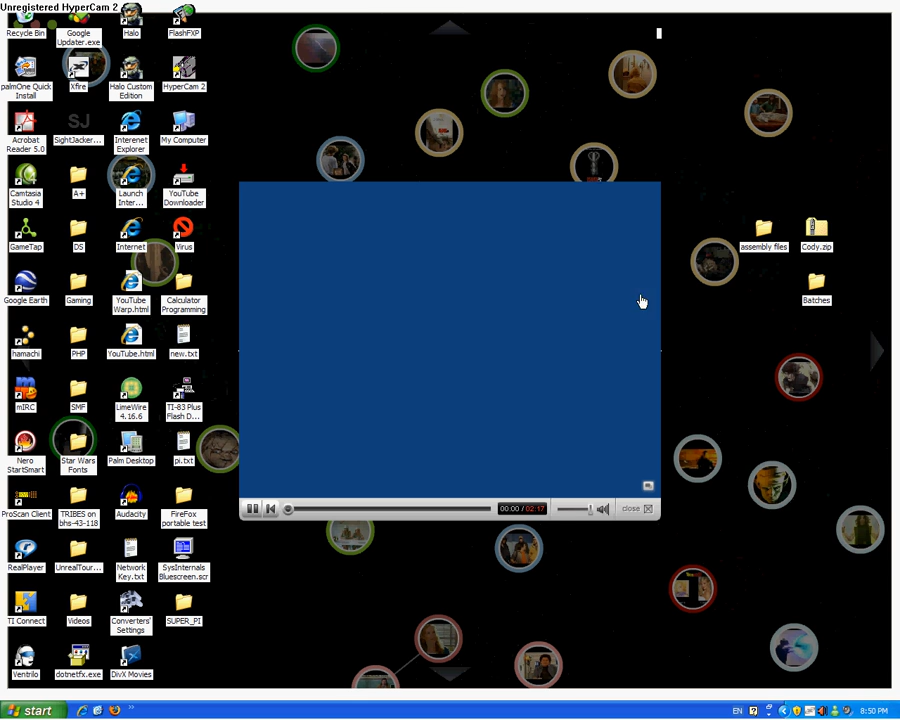 Unregistered HyperCam 2
Recycle Bin
Google
Updater.exe
Halo
FlashFXP
palmOne Quick
Install
Xfire
Halo Custom
Edition
HyperCam 2
Acrobat
Reader 5.0
SJ
SightJacker...
Interenet
Explorer
My Computer
Camtasia
Studio 4
A+
Launch
Inter...
YouTube
Downloader
GameTap
DS
Internet
Virus
assembly files
Cody.zip
Google Earth
Gaming
YouTube
Warp.html
Calculator
Programming
Batches
hamachi
PHP
YouTube.html
new.txt
mIRC
SMF
LimeWire
4.16.6
TI-83 Plus
Flash D...
Nero
StartSmart
Star Wars
Fonts
Palm Desktop
pi.txt
ProScan Client
TRIBES on
bhs-43-118
Audacity
FireFox
portable test
00:00 / 02:17
close
RealPlayer
UnrealTour...
Network
Key.txt
SysInternals
Bluescreen.scr
TI Connect
Videos
Converters'
Settings
SUPER_PI
Ventrilo
dotnetfx.exe
DivX Movies
start
EN
8:50 PM